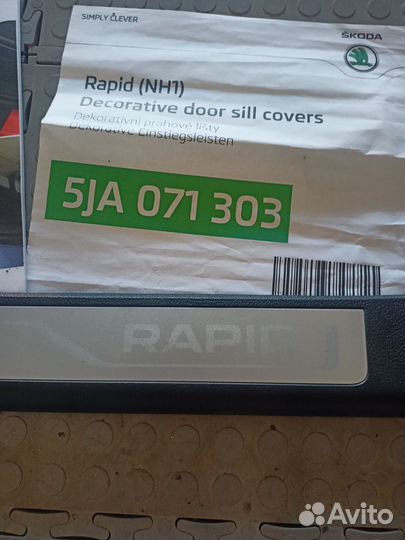 SIMPLY CLEVER
ŠKODA
Rapid (NH1)
Decorative door sill covers
Dekorativní prahové lišty
Dekorative Einstiegsleisten
5JA 071 303
RAPID
Avito